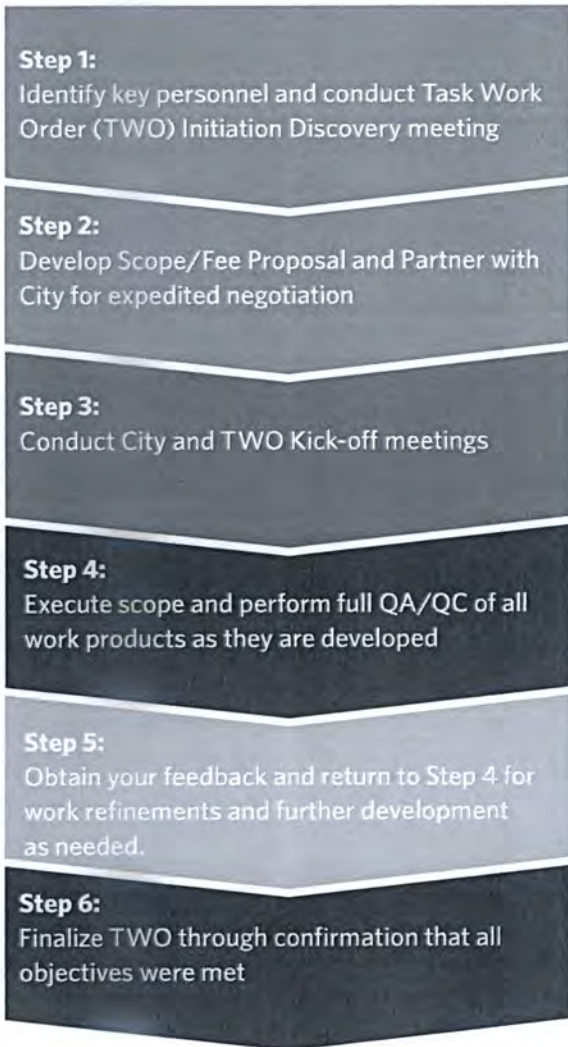 Step 1:
Identify key personnel and conduct Task Work
Order (TWO) Initiation Discovery meeting
Step 2:
Develop Scope/Fee Proposal and Partner with
City for expedited negotiation
Step 3:
Conduct City and TWO Kick-off meetings
Step 4:
Execute scope and perform full QA/QC of all
work products as they are developed
Step 5:
Obtain your feedback and return to Step 4 for
work refinements and further development
as needed.
Step 6:
Finalize TWO through confirmation that all
objectives were met